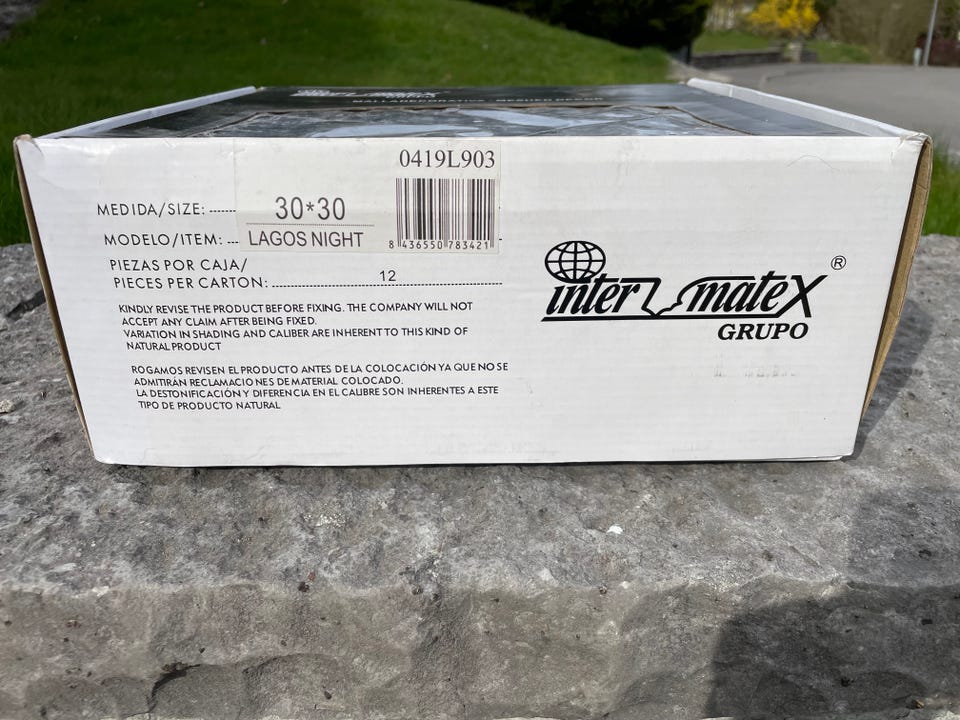 0419L903
MEDIDA/SIZE: 30*30
8 436550 783421
MODELO/ITEM: LAGOS NIGHT
PIEZAS POR CAJA/
PIECES PER CARTON: 12
KINDLY REVISE THE PRODUCT BEFORE FIXING. THE COMPANY WILL NOT
ACCEPT ANY CLAIM AFTER BEING FIXED.
VARIATION IN SHADING AND CALIBER ARE INHERENT TO THIS KIND OF
NATURAL PRODUCT
ROGAMOS REVISEN EL PRODUCTO ANTES DE LA COLOCACIÓN YA QUE NO SE
ADMITIRÁN RECLAMACIO NES DE MATERIAL COLOCADO.
LA DESTONIFICACIÓN Y DIFERENCIA EN EL CALIBRE SON INHERENTES A ESTE
TIPO DE PRODUCTO NATURAL
inter matex ®
GRUPO